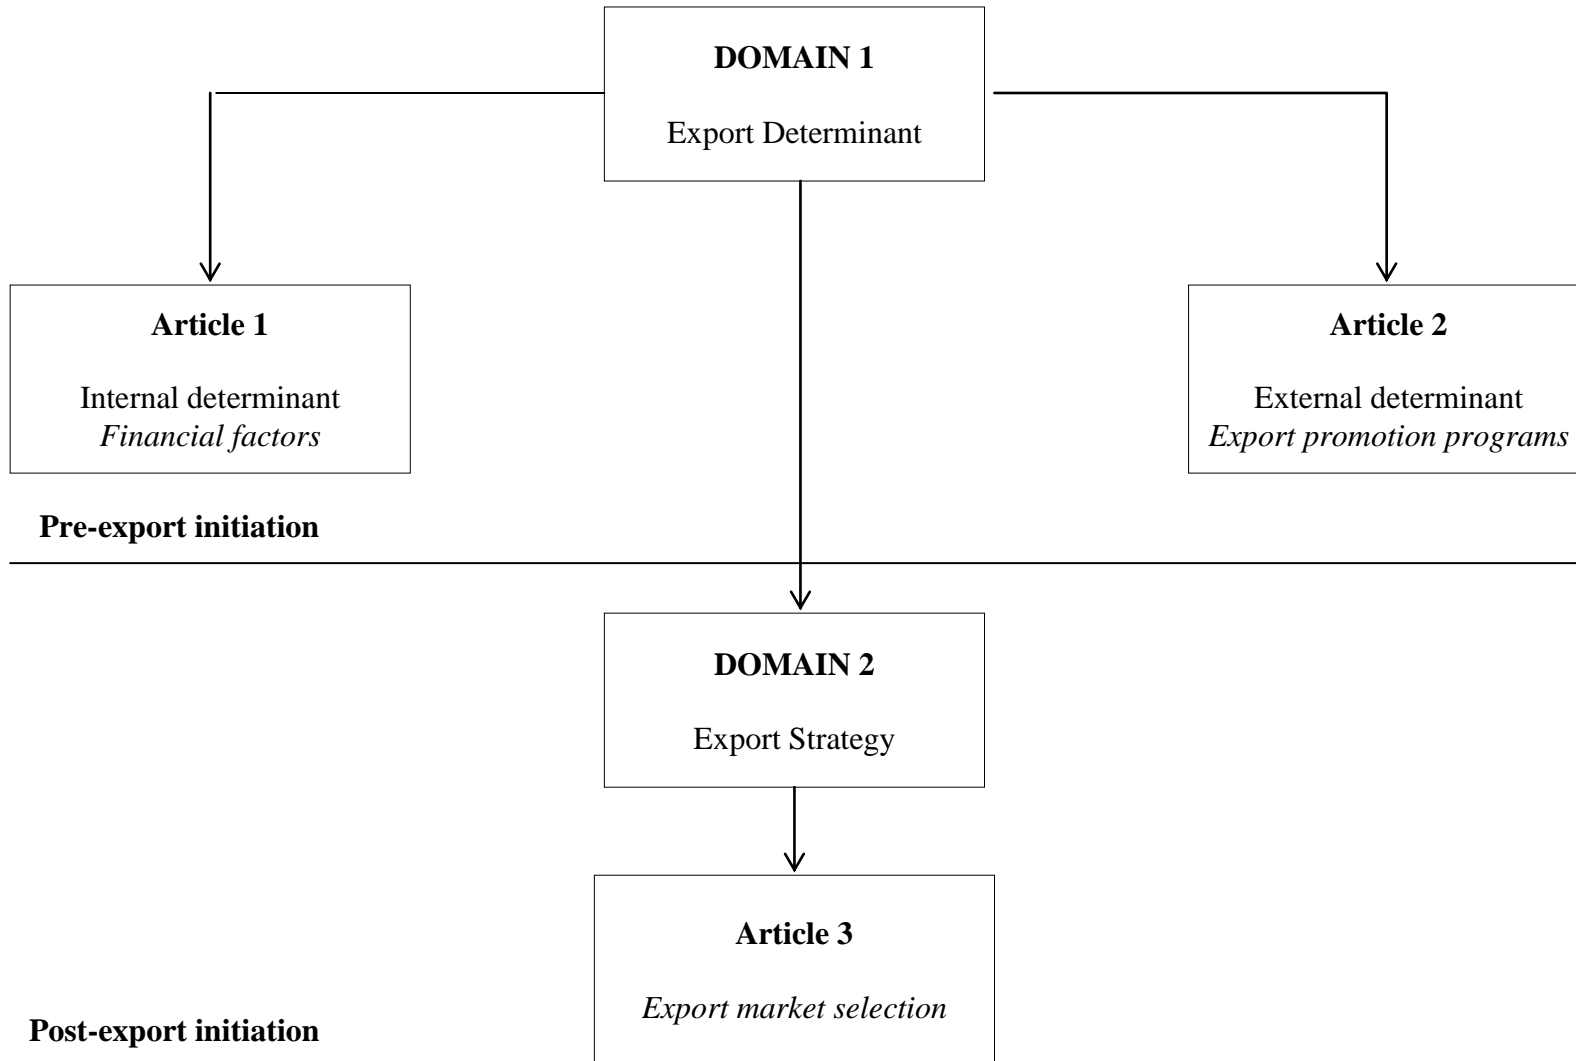 DOMAIN 1
Export Determinant
Article 1
Internal determinant
Financial factors
Article 2
External determinant
Export promotion programs
Pre-export initiation
DOMAIN 2
Export Strategy
Article 3
Export market selection
Post-export initiation